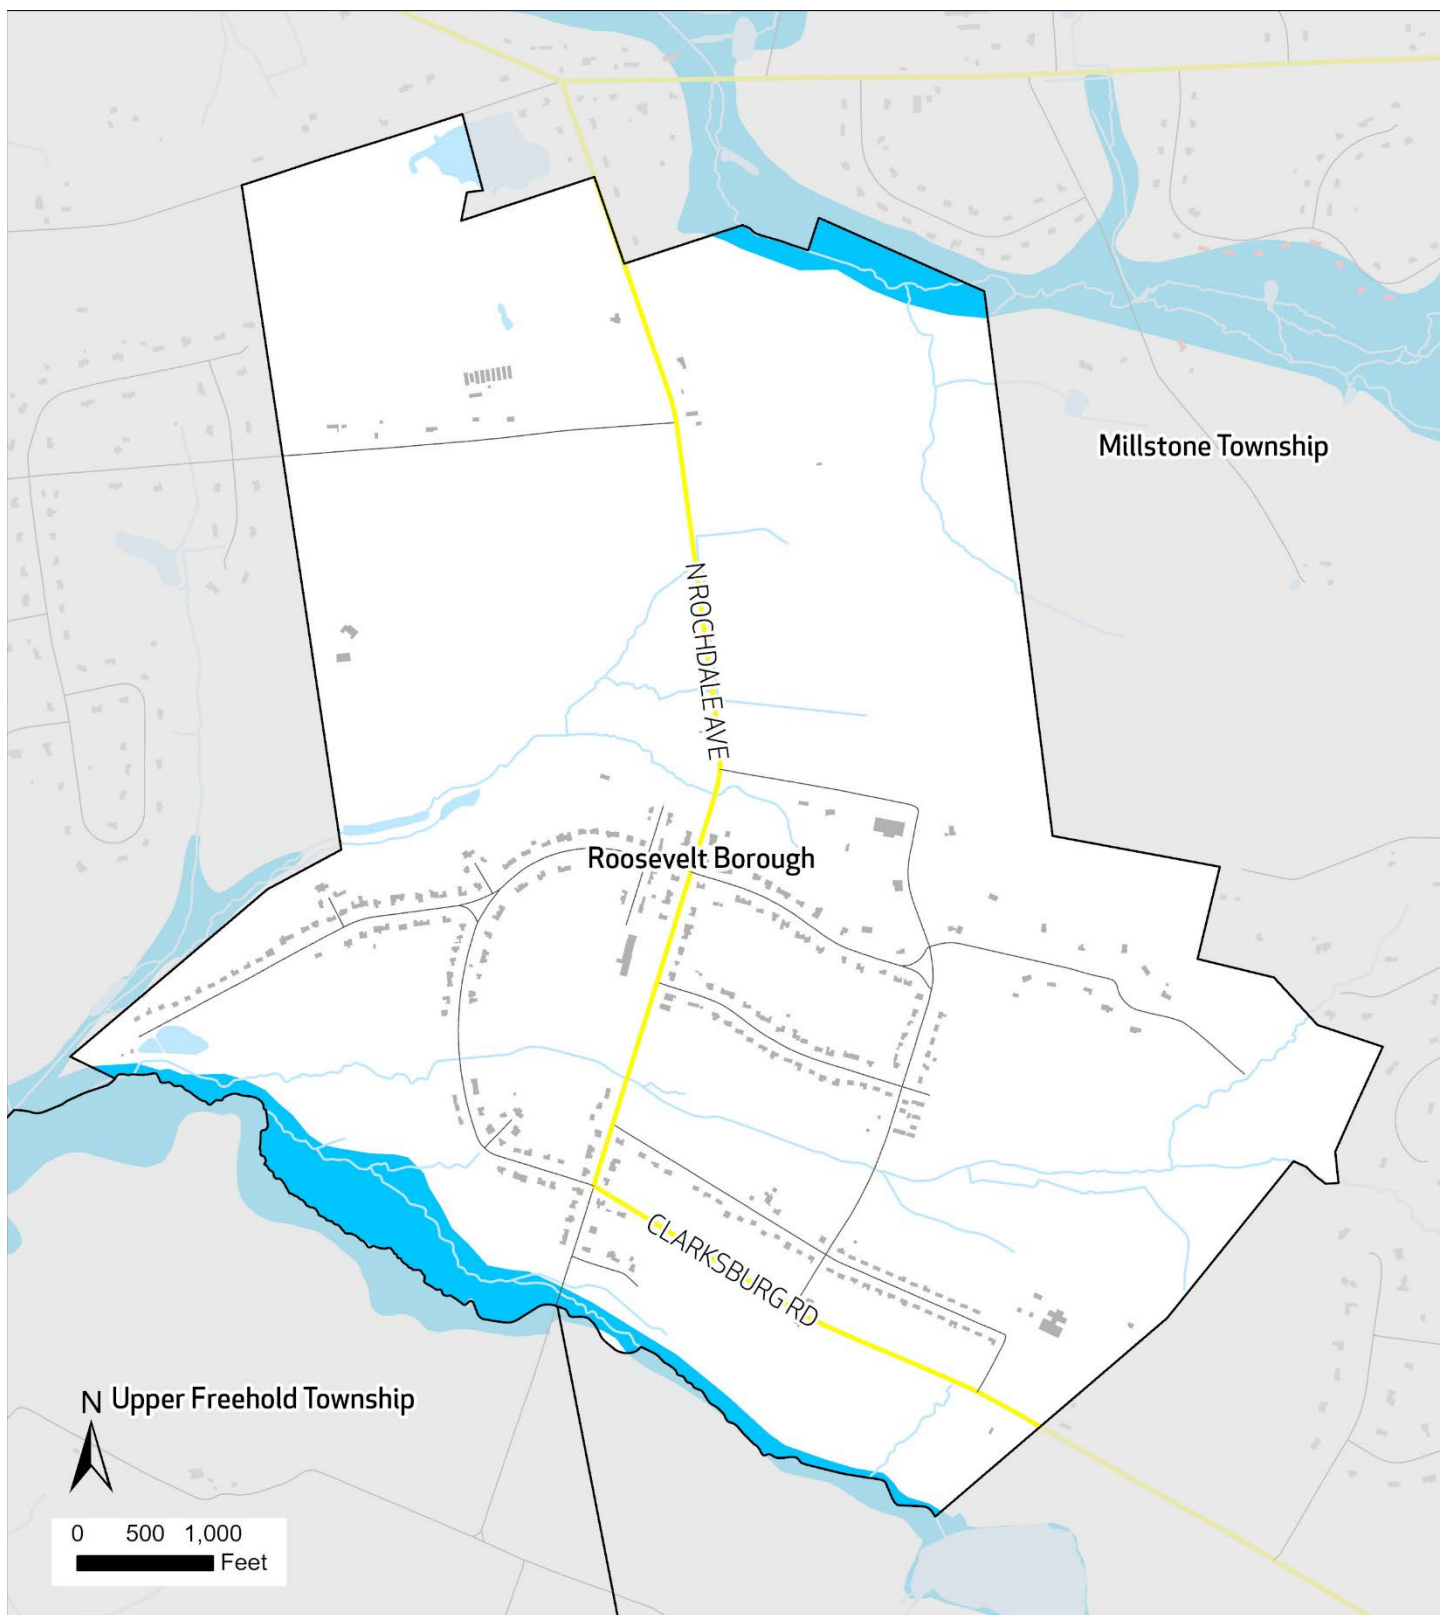 Millstone Township
N ROCHDALE AVE
Roosevelt Borough
CLARKSBURG RD
N
Upper Freehold Township
0 500 1,000
Feet